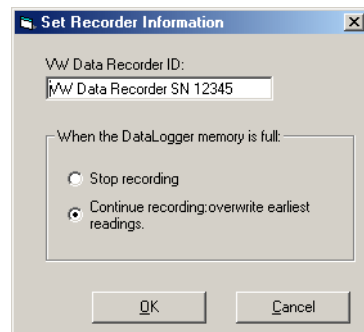 Set Recorder Information
VW Data Recorder ID:
VW Data Recorder SN 12345
When the DataLogger memory is full:
Stop recording
Continue recording:overwrite earliest
readings.
OK Cancel